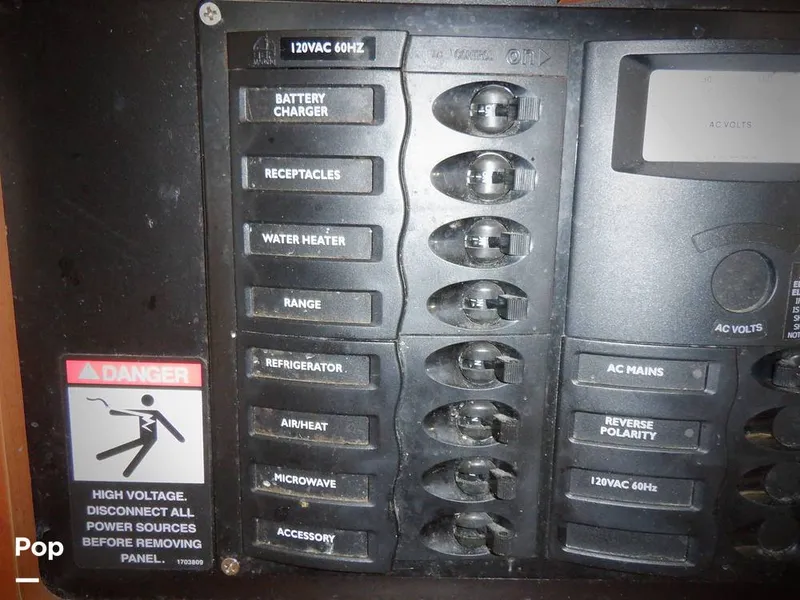 120VAC 60HZ
ON
BATTERY
CHARGER
RECEPTACLES
WATER HEATER
RANGE
REFRIGERATOR
AIR/HEAT
MICROWAVE
ACCESSORY
AC VOLTS
AC VOLTS
AC MAINS
REVERSE
POLARITY
120VAC 60Hz
DANGER
HIGH VOLTAGE.
DISCONNECT ALL
POWER SOURCES
BEFORE REMOVING
PANEL.
1703809
Pop